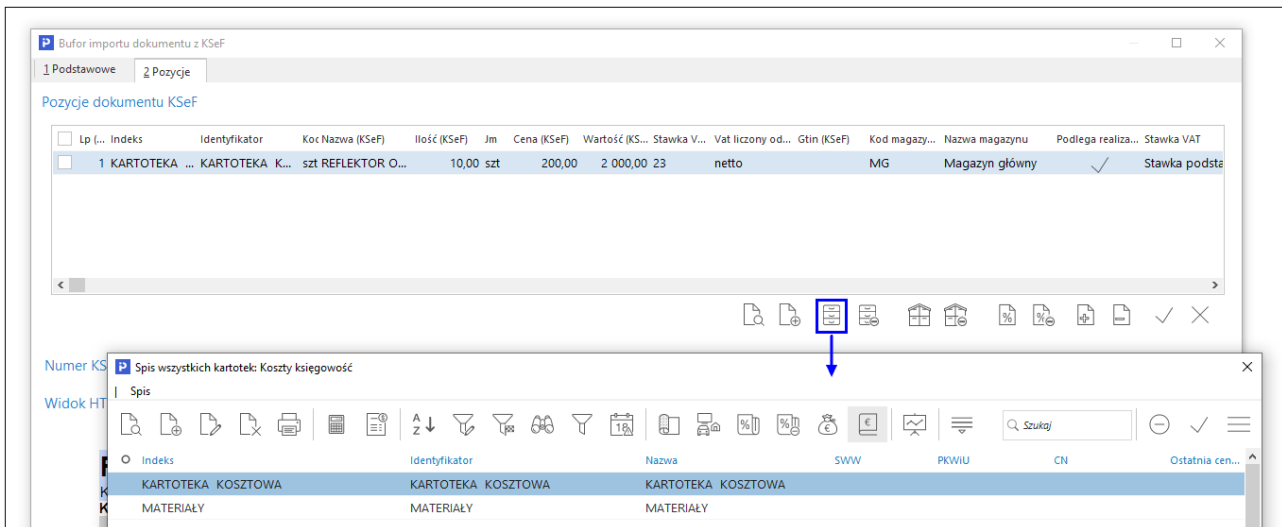 Bufor importu dokumentu z KSeF
1 Podstawowe 2 Pozycje
Pozycje dokumentu KSeF
Lp (... Indeks Identyfikator Koc Nazwa (KSeF) Ilość (KSeF) Jm Cena (KSeF) Wartość (KS... Stawka V... Vat liczony od... Gtin (KSeF) Kod magazy... Nazwa magazynu Podlega realiza... Stawka VAT
1 KARTOTEKA ... KARTOTEKA K... szt REFLEKTOR O... 10,00 szt 200,00 2 000,00 23 netto MG Magazyn główny Stawka podsta
Numer KS
Spis wszystkich kartotek: Koszty księgowość
Spis
Widok HT
Szukaj
Indeks Identyfikator Nazwa SWW PKWiU CN Ostatnia cen...
KARTOTEKA KOSZTOWA KARTOTEKA KOSZTOWA KARTOTEKA KOSZTOWA
MATERIAŁY MATERIAŁY MATERIAŁY